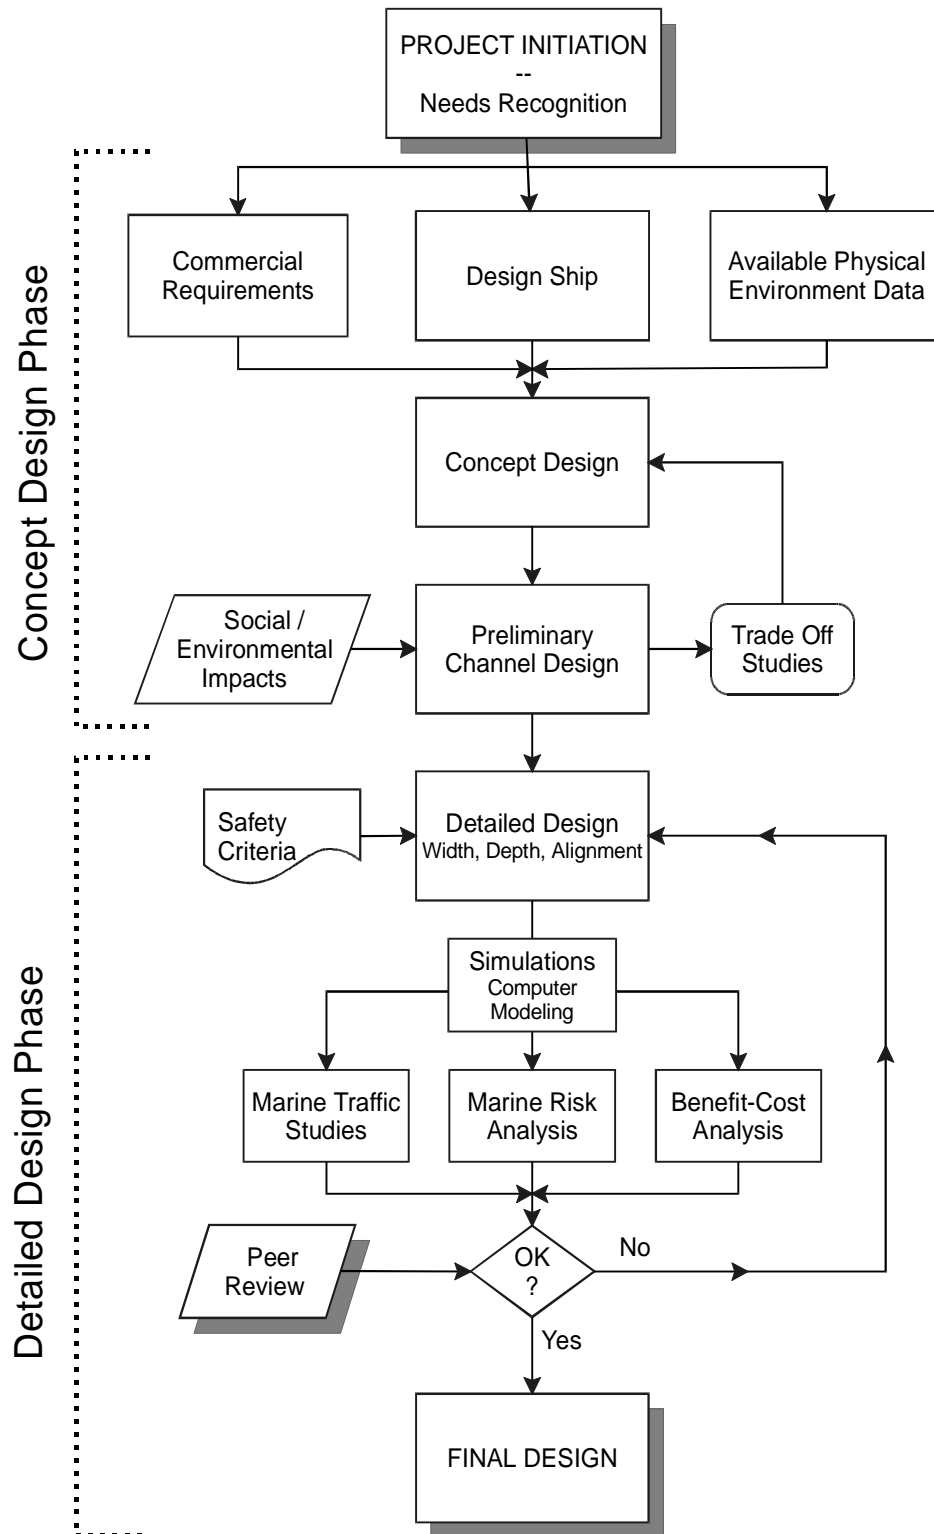 PROJECT INITIATION
--
Needs Recognition
Concept Design Phase
Commercial
Requirements
Design Ship
Available Physical
Environment Data
Concept Design
Social /
Environmental
Impacts
Preliminary
Channel Design
Trade Off
Studies
Detailed Design Phase
Safety
Criteria
Detailed Design
Width, Depth, Alignment
Simulations
Computer
Modeling
Marine Traffic
Studies
Marine Risk
Analysis
Benefit-Cost
Analysis
Peer
Review
OK
?
No
Yes
FINAL DESIGN